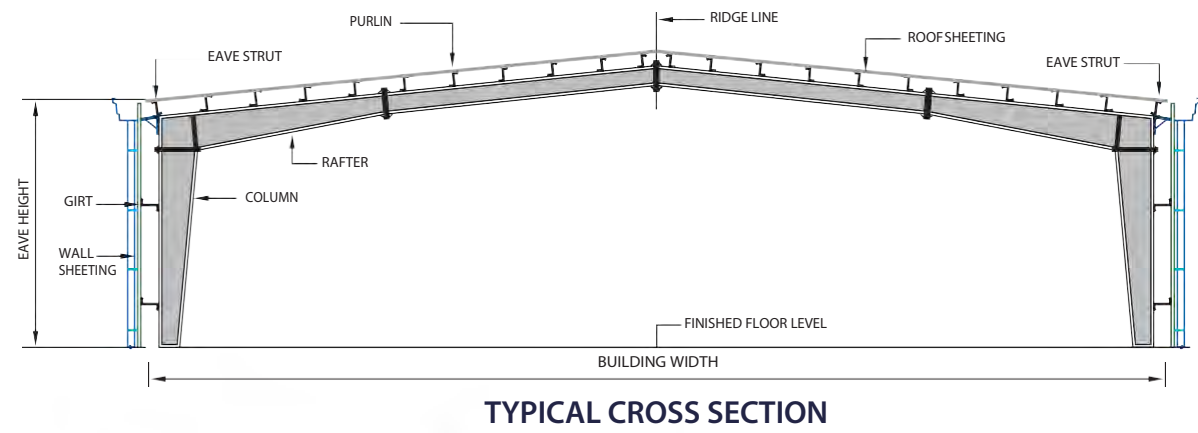 PURLIN
RIDGE LINE
ROOF SHEETING
EAVE STRUT
EAVE STRUT
RAFTER
EAVE HEIGHT
GIRT
COLUMN
WALL
SHEETING
FINISHED FLOOR LEVEL
BUILDING WIDTH
TYPICAL CROSS SECTION